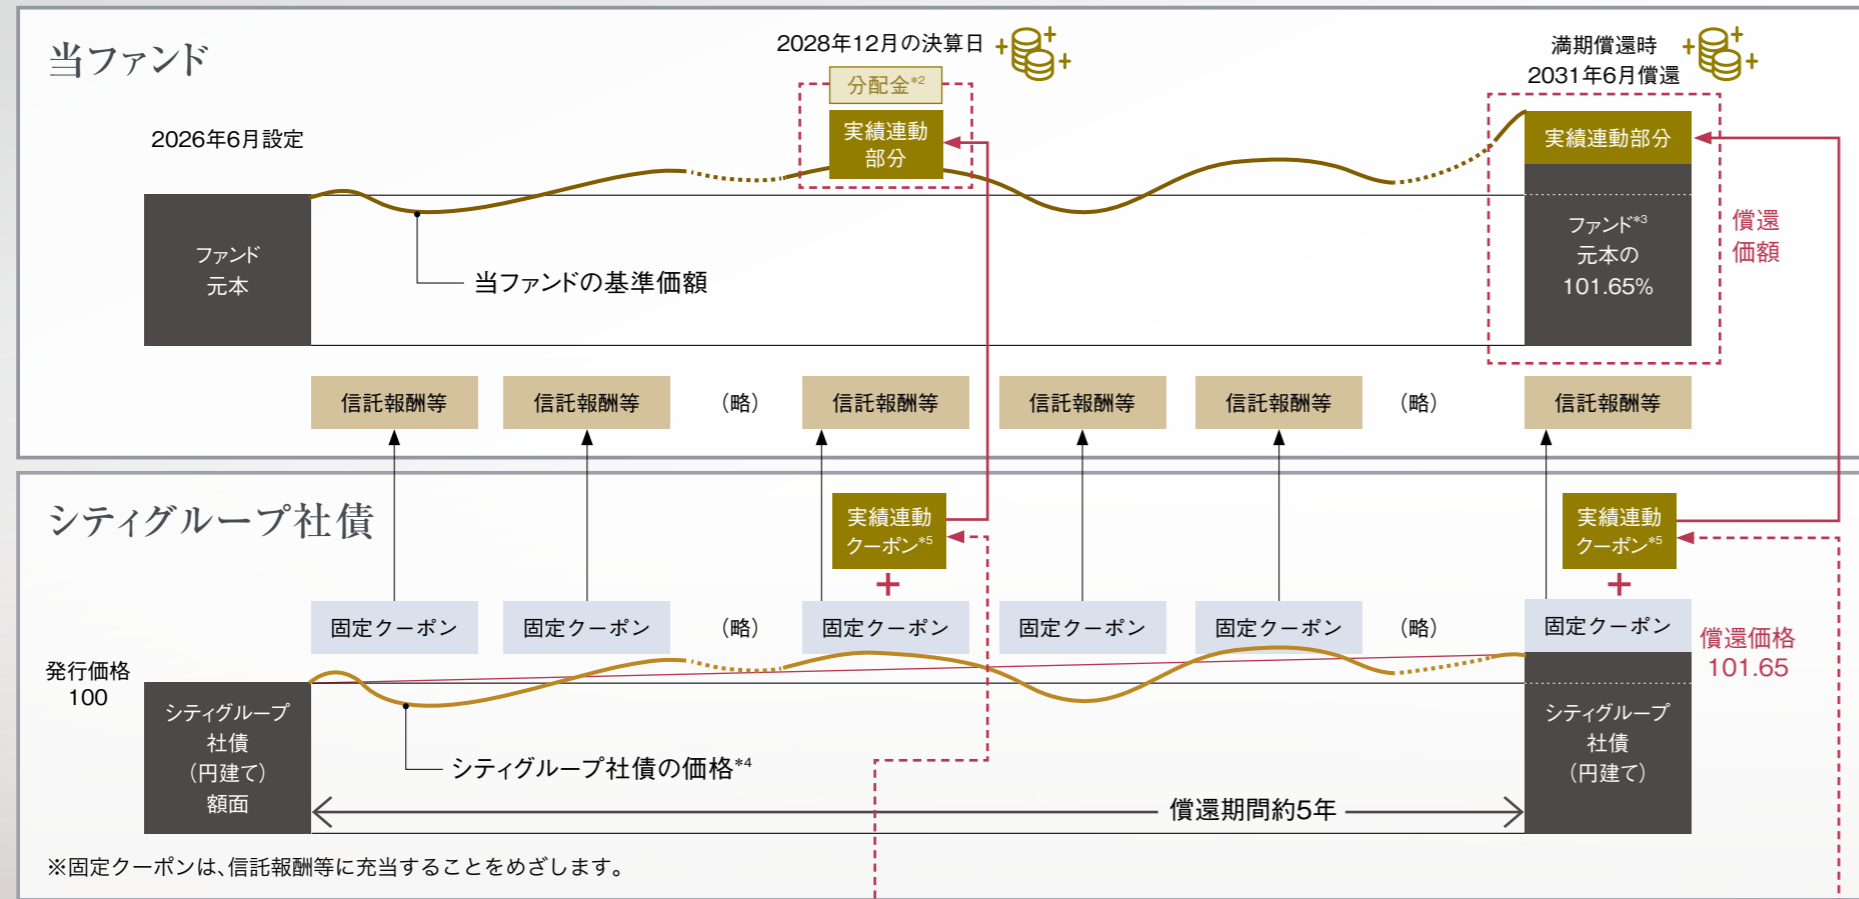 当ファンド
2026年6月設定
2028年12月の決算日
分配金*2
実績連動
部分
満期償還時
2031年6月償還
実績連動部分
ファンド
元本
当ファンドの基準価額
ファンド*3
元本の
101.65%
償還
価額
信託報酬等
信託報酬等
（略）
信託報酬等
信託報酬等
信託報酬等
（略）
信託報酬等
シティグループ社債
実績連動
クーポン*5
+
実績連動
クーポン*5
+
固定クーポン
固定クーポン
（略）
固定クーポン
固定クーポン
固定クーポン
（略）
固定クーポン
償還価格
101.65
発行価格
100
シティグループ
社債
（円建て）
額面
シティグループ社債の価格*4
償還期間約5年
シティグループ
社債
（円建て）
※固定クーポンは、信託報酬等に充当することをめざします。